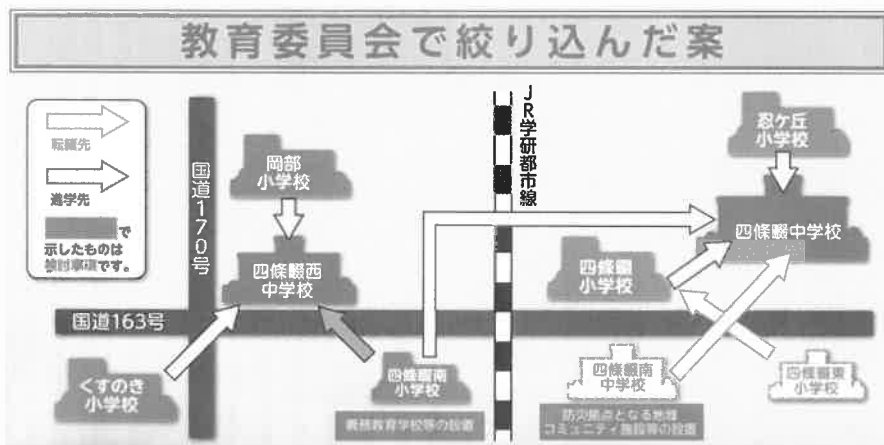 教育委員会で絞り込んだ案
転籍先
進学先
で
示したものは
検討事項です。
国道170号
JR学研都市線
岡部
小学校
忍ケ丘
小学校
四條畷西
中学校
四條畷
小学校
四條畷中学校
国道163号
くすのき
小学校
四條畷南
小学校
義務教育学校等の設置
四條畷南
中学校
防災拠点となる地域
コミュニティ施設等の設置
四條畷東
小学校